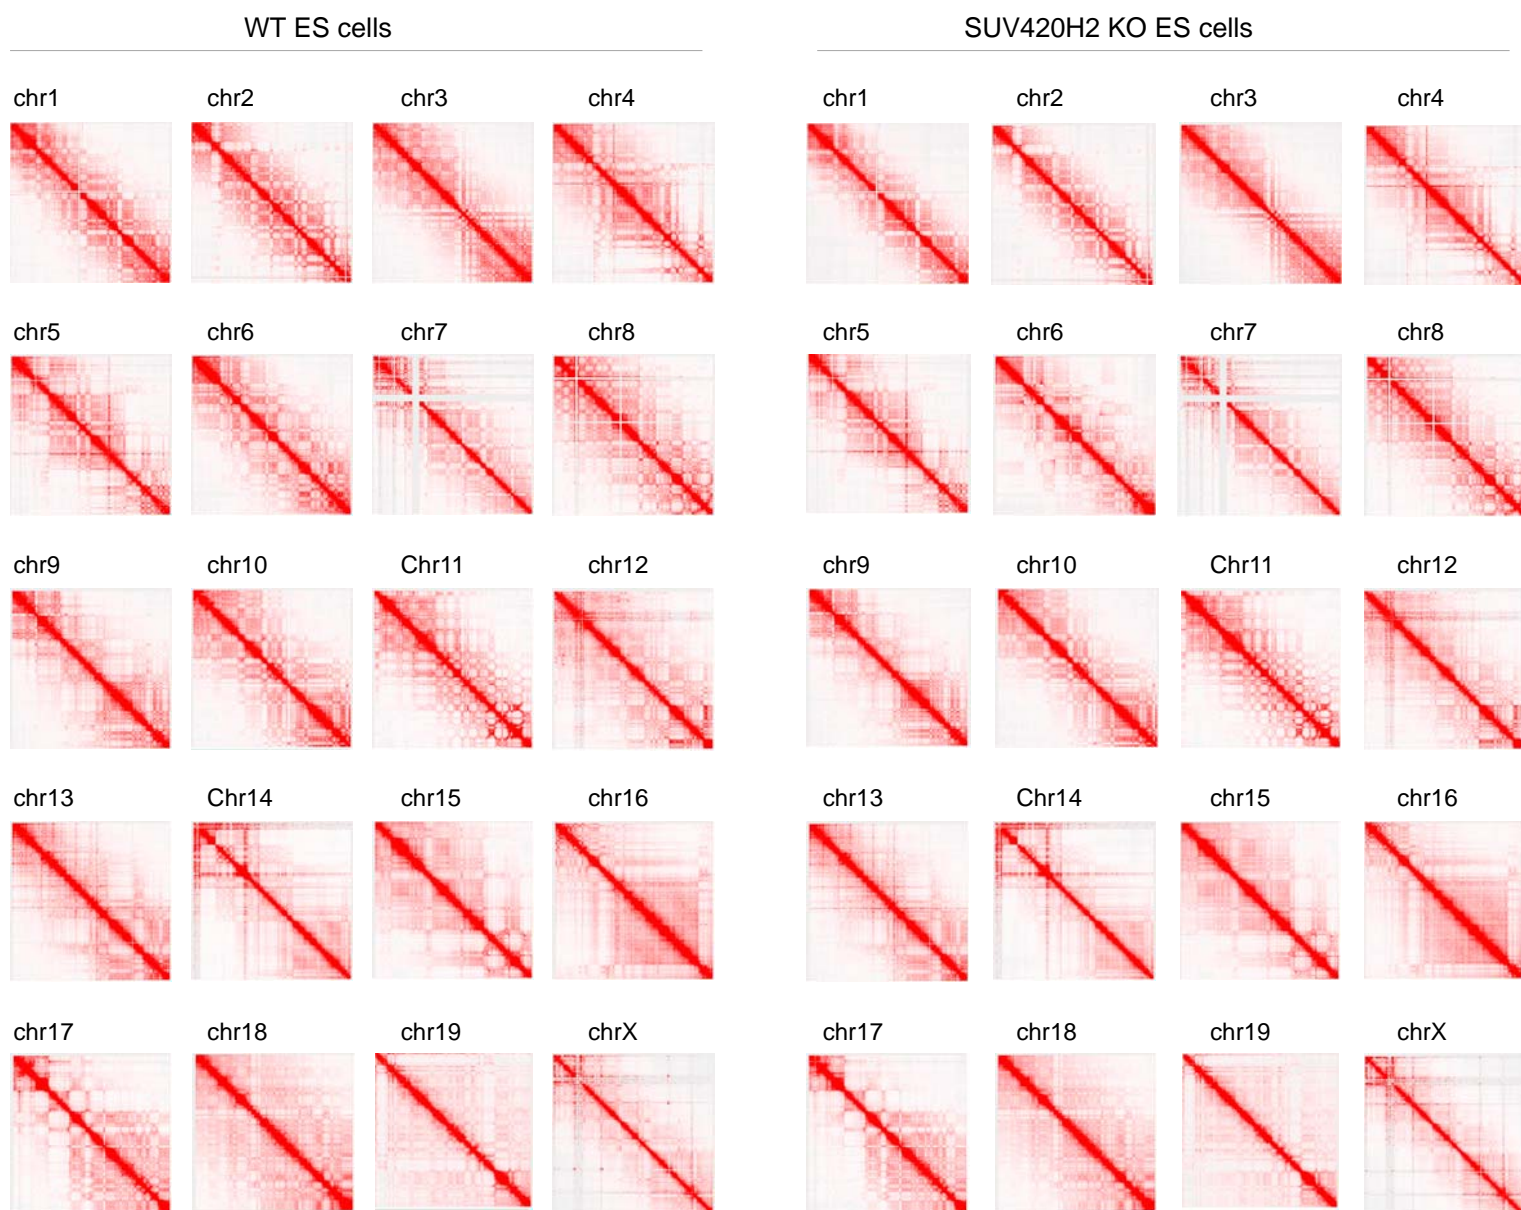 WT ES cells SUV420H2 KO ES cells
chr1 chr2 chr3 chr4 chr1 chr2 chr3 chr4
chr5 chr6 chr7 chr8 chr5 chr6 chr7 chr8
chr9 chr10 Chr11 chr12 chr9 chr10 Chr11 chr12
chr13 Chr14 chr15 chr16 chr13 Chr14 chr15 chr16
chr17 chr18 chr19 chrX chr17 chr18 chr19 chrX